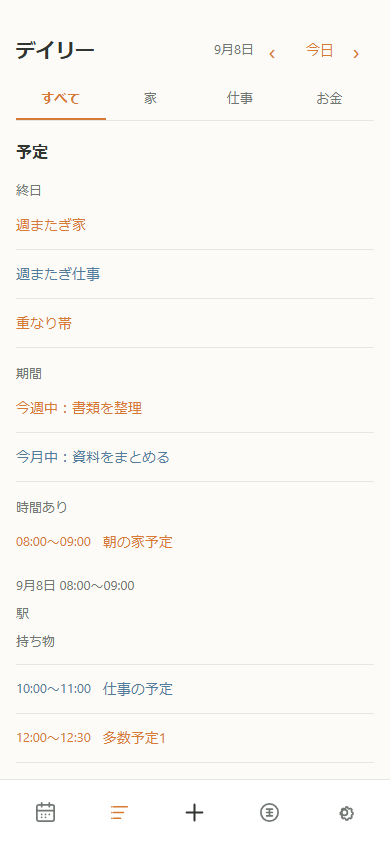 デイリー
9月8日 ‹ 今日 ›
すべて 家 仕事 お金
予定
終日
週またぎ家
週またぎ仕事
重なり帯
期間
今週中：書類を整理
今月中：資料をまとめる
時間あり
08:00～09:00 朝の家予定
9月8日 08:00～09:00
駅
持ち物
10:00～11:00 仕事の予定
12:00～12:30 多数予定1